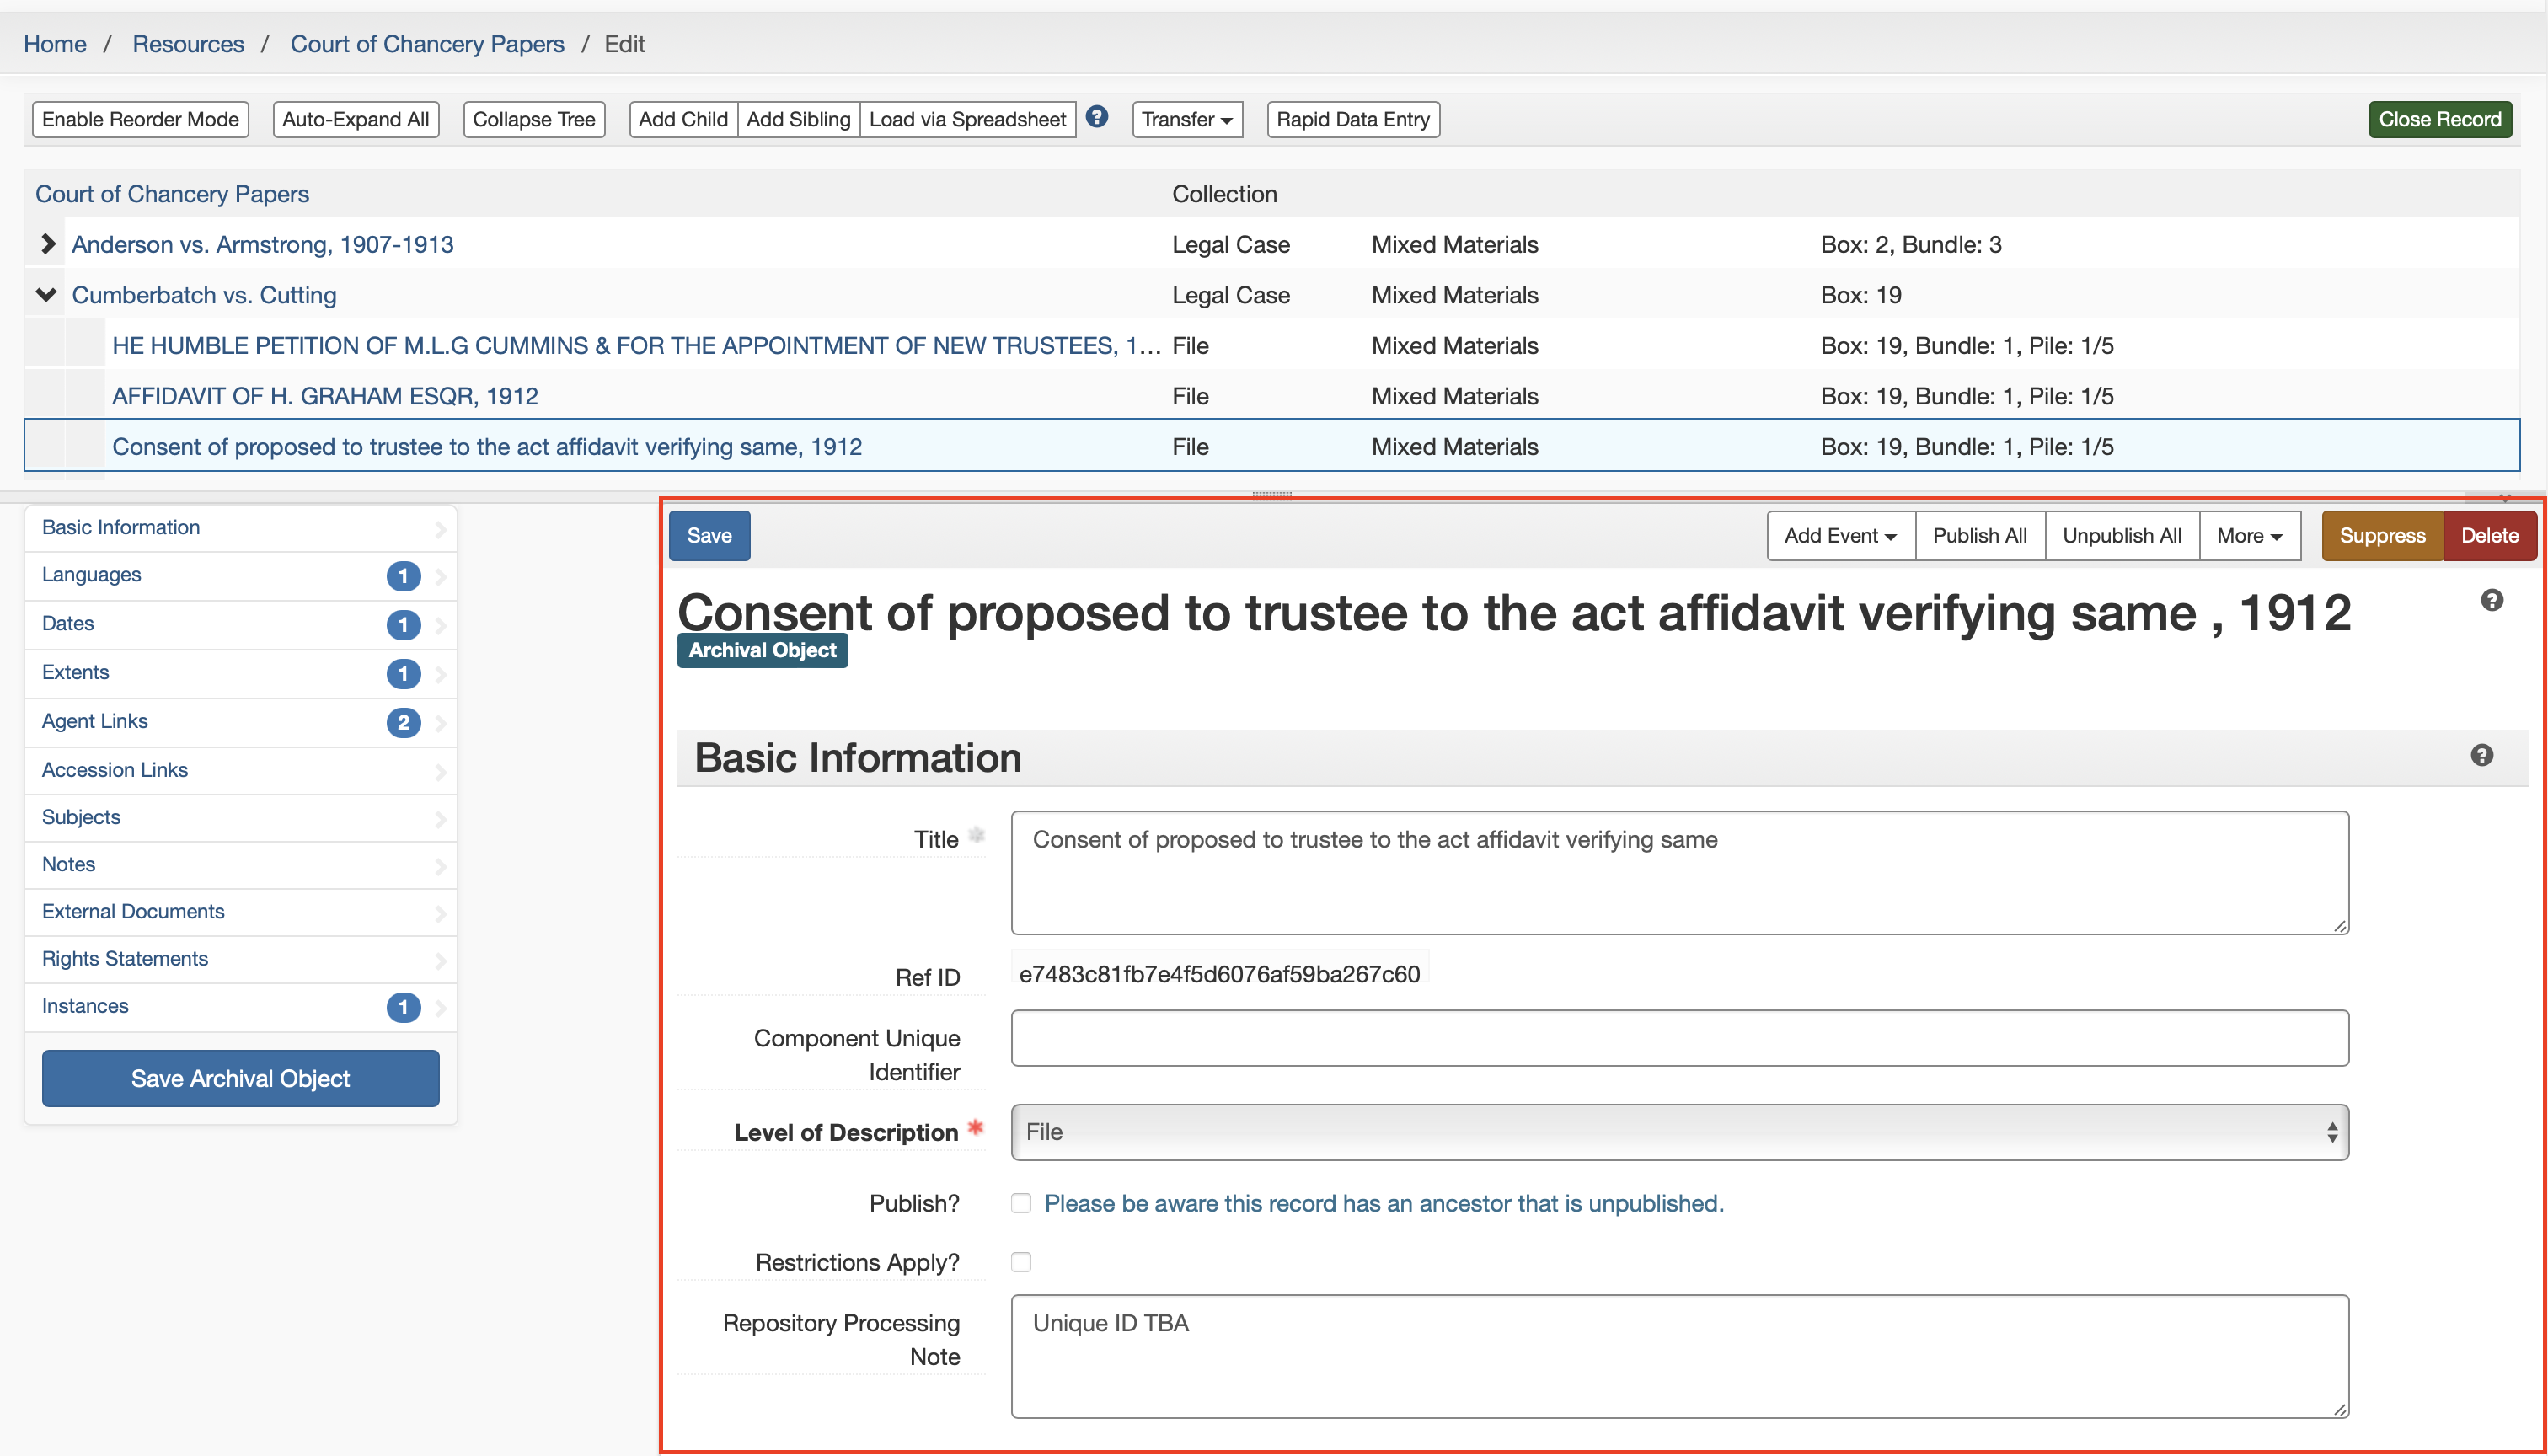 Home / Resources / Court of Chancery Papers / Edit
Enable Reorder Mode Auto-Expand All Collapse Tree Add Child Add Sibling Load via Spreadsheet ? Transfer Rapid Data Entry Close Record
Court of Chancery Papers Collection
Anderson vs. Armstrong, 1907-1913 Legal Case Mixed Materials Box: 2, Bundle: 3
Cumberbatch vs. Cutting Legal Case Mixed Materials Box: 19
HE HUMBLE PETITION OF M.L.G CUMMINS & FOR THE APPOINTMENT OF NEW TRUSTEES, 1... File Mixed Materials Box: 19, Bundle: 1, Pile: 1/5
AFFIDAVIT OF H. GRAHAM ESQR, 1912 File Mixed Materials Box: 19, Bundle: 1, Pile: 1/5
Consent of proposed to trustee to the act affidavit verifying same, 1912 File Mixed Materials Box: 19, Bundle: 1, Pile: 1/5
Basic Information
Languages 1
Dates 1
Extents 1
Agent Links 2
Accession Links
Subjects
Notes
External Documents
Rights Statements
Instances 1
Save Archival Object
Save Add Event Publish All Unpublish All More Suppress Delete
Consent of proposed to trustee to the act affidavit verifying same , 1912 ?
Archival Object
Basic Information ?
Title * Consent of proposed to trustee to the act affidavit verifying same
Ref ID e7483c81fb7e4f5d6076af59ba267c60
Component Unique
Identifier
Level of Description * File
Publish? Please be aware this record has an ancestor that is unpublished.
Restrictions Apply?
Repository Processing Unique ID TBA
Note